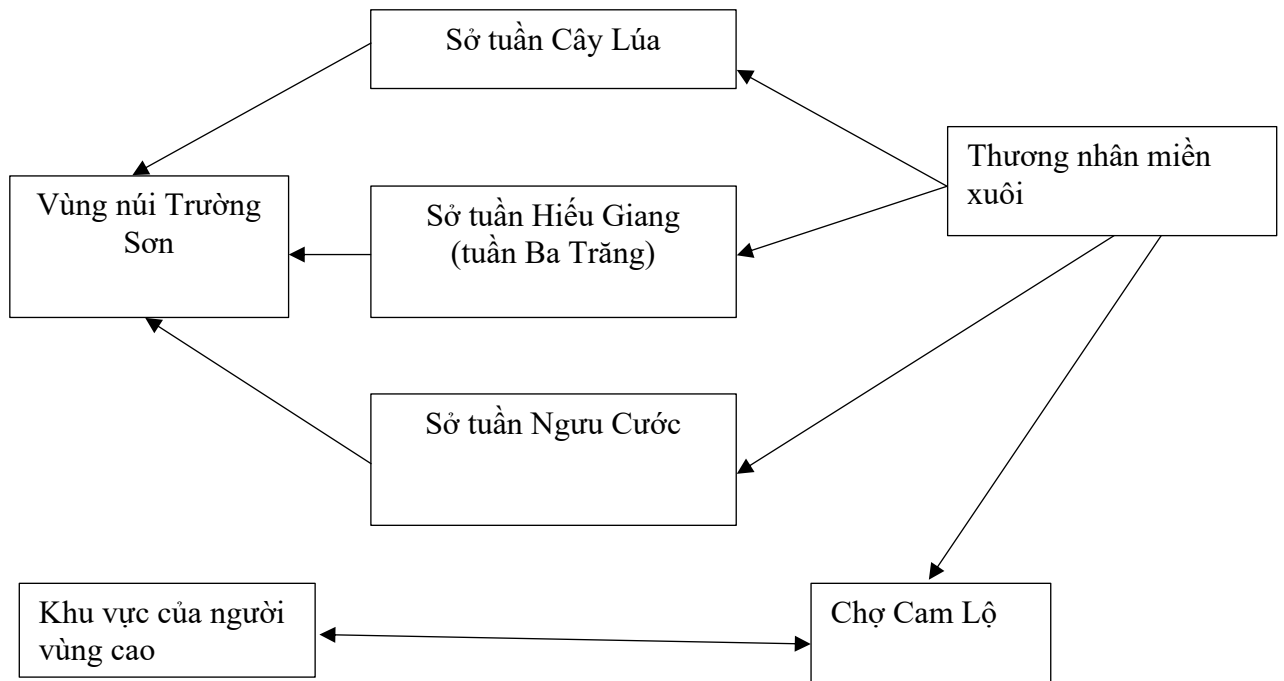 Sở tuần Cây Lúa
Thương nhân miền
xuôi
Vùng núi Trường
Sơn
Sở tuần Hiếu Giang
(tuần Ba Trăng)
Sở tuần Ngưu Cước
Khu vực của người
vùng cao
Chợ Cam Lộ